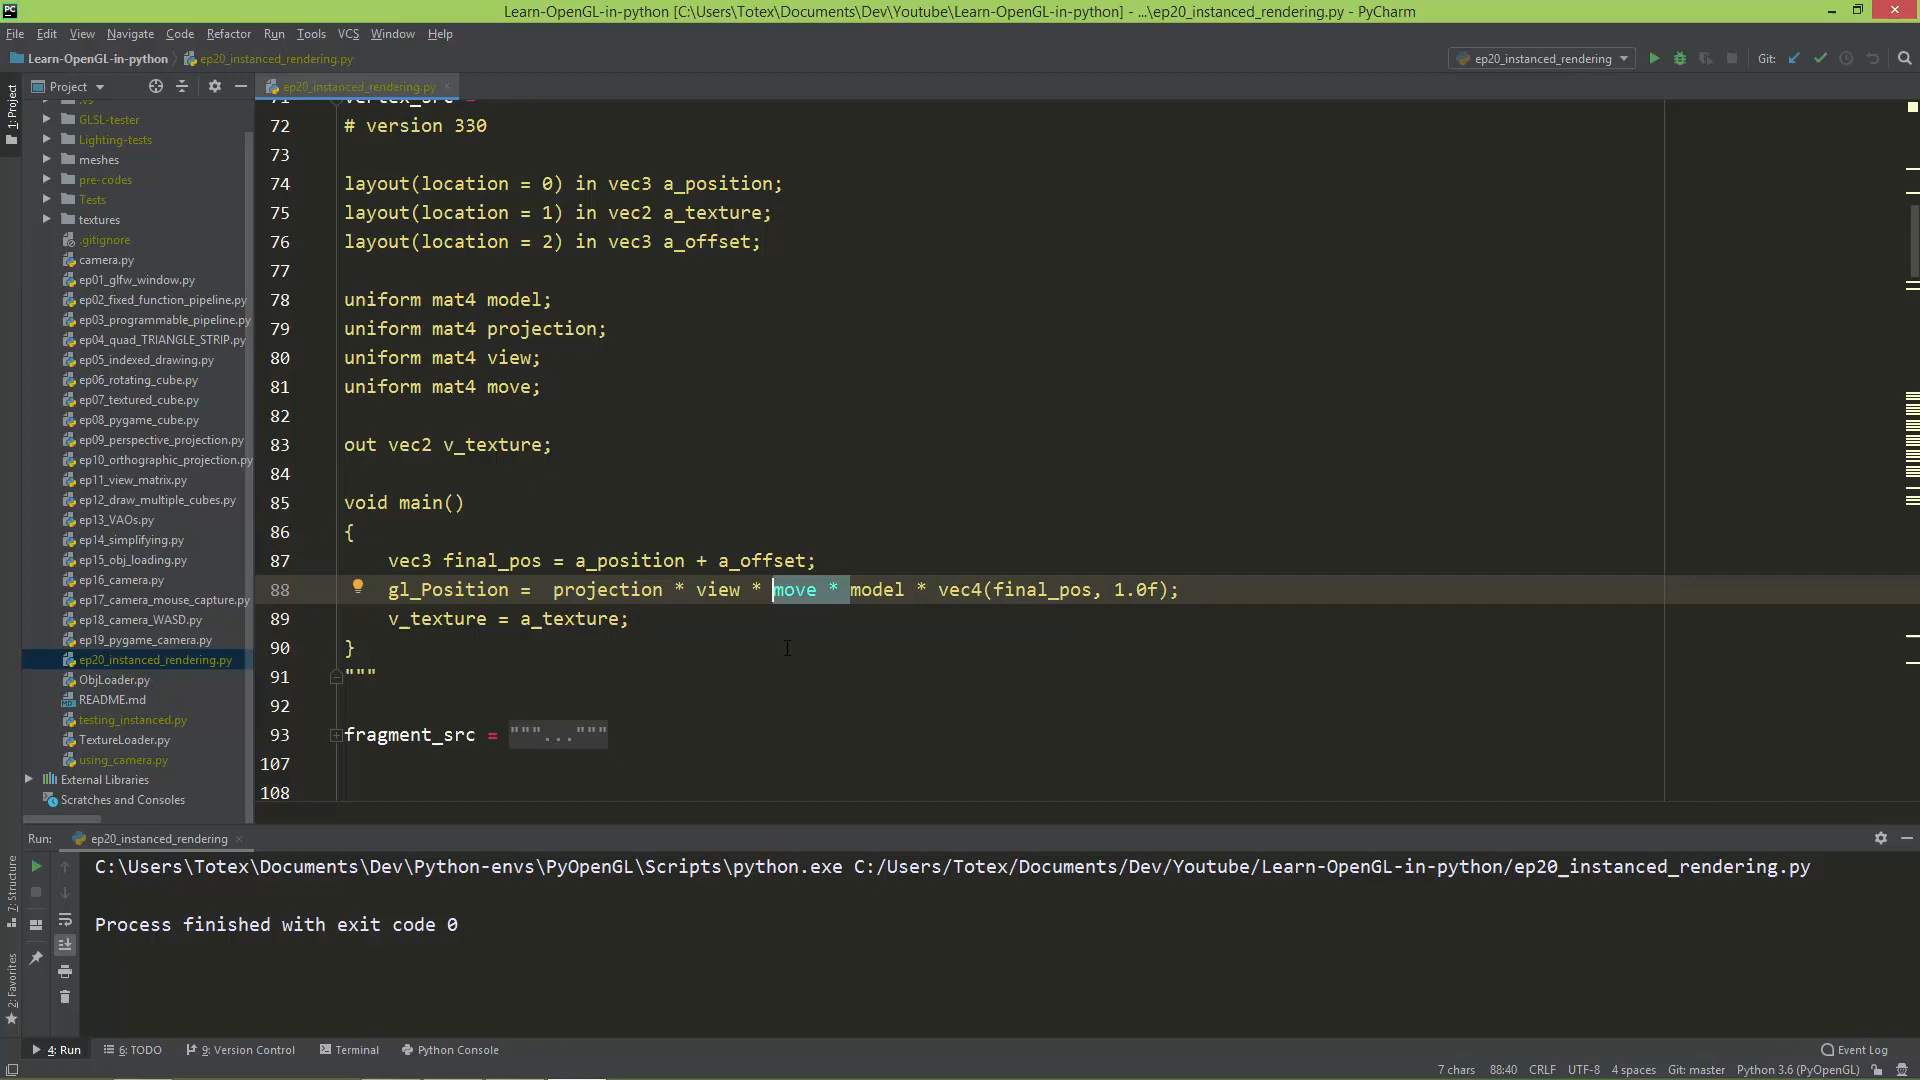 PC
Learn-OpenGL-in-python [C:\Users\Totex\Documents\Dev\Youtube\Learn-OpenGL-in-python] - ...\ep20_instanced_rendering.py - PyCharm
File Edit View Navigate Code Refactor Run Tools VCS Window Help
Learn-OpenGL-in-python ep20_instanced_rendering.py
ep20_instanced_rendering
Git:
Project
ep20_instanced_rendering.py
1: Project
.vs
GLSL-tester
Lighting-tests
meshes
pre-codes
Tests
textures
.gitignore
camera.py
ep01_glfw_window.py
ep02_fixed_function_pipeline.py
ep03_programmable_pipeline.py
ep04_quad_TRIANGLE_STRIP.py
ep05_indexed_drawing.py
ep06_rotating_cube.py
ep07_textured_cube.py
ep08_pygame_cube.py
ep09_perspective_projection.py
ep10_orthographic_projection.py
ep11_view_matrix.py
ep12_draw_multiple_cubes.py
ep13_VAOs.py
ep14_simplifying.py
ep15_obj_loading.py
ep16_camera.py
ep17_camera_mouse_capture.py
ep18_camera_WASD.py
ep19_pygame_camera.py
ep20_instanced_rendering.py
ObjLoader.py
README.md
testing_instanced.py
TextureLoader.py
using_camera.py
External Libraries
Scratches and Consoles
71 vertex_src =
72 # version 330
73
74 layout(location = 0) in vec3 a_position;
75 layout(location = 1) in vec2 a_texture;
76 layout(location = 2) in vec3 a_offset;
77
78 uniform mat4 model;
79 uniform mat4 projection;
80 uniform mat4 view;
81 uniform mat4 move;
82
83 out vec2 v_texture;
84
85 void main()
86 {
87 vec3 final_pos = a_position + a_offset;
88 gl_Position =  projection * view * move * model * vec4(final_pos, 1.0f);
89 v_texture = a_texture;
90 }
91 """
92
93 fragment_src = """..."""
107
108
Run: ep20_instanced_rendering
C:\Users\Totex\Documents\Dev\Python-envs\PyOpenGL\Scripts\python.exe C:/Users/Totex/Documents/Dev/Youtube/Learn-OpenGL-in-python/ep20_instanced_rendering.py
Process finished with exit code 0
7: Structure
2: Favorites
4: Run 6: TODO 9: Version Control Terminal Python Console Event Log
7 chars 88:40 CRLF UTF-8 4 spaces Git: master Python 3.6 (PyOpenGL)